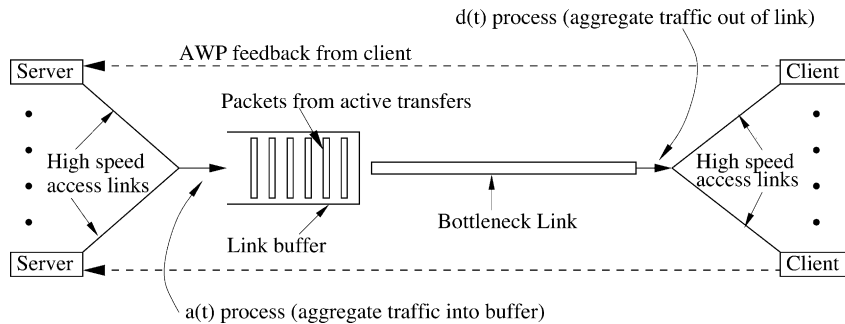 d(t) process (aggregate traffic out of link)
AWP feedback from client
Server
Client
Packets from active transfers
High speed
access links
High speed
access links
Bottleneck Link
Link buffer
Server
Client
a(t) process (aggregate traffic into buffer)